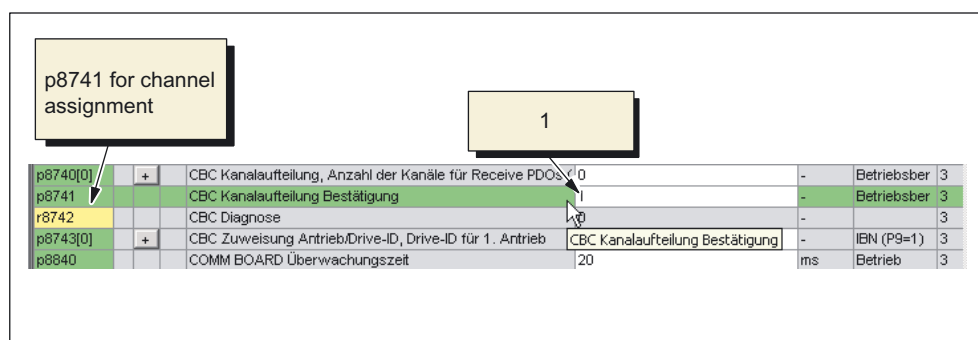 p8741 for channel
assignment
1
p8740[0] + CBC Kanalaufteilung, Anzahl der Kanäle für Receive PDOs ( 0 - Betriebsber 3
p8741 CBC Kanalaufteilung Bestätigung 1 - Betriebsber 3
r8742 CBC Diagnose 0 - 3
p8743[0] + CBC Zuweisung Antrieb/Drive-ID, Drive-ID für 1. Antrieb CBC Kanalaufteilung Bestätigung - IBN (P9=1) 3
p8840 COMM BOARD Überwachungszeit 20 ms Betrieb 3